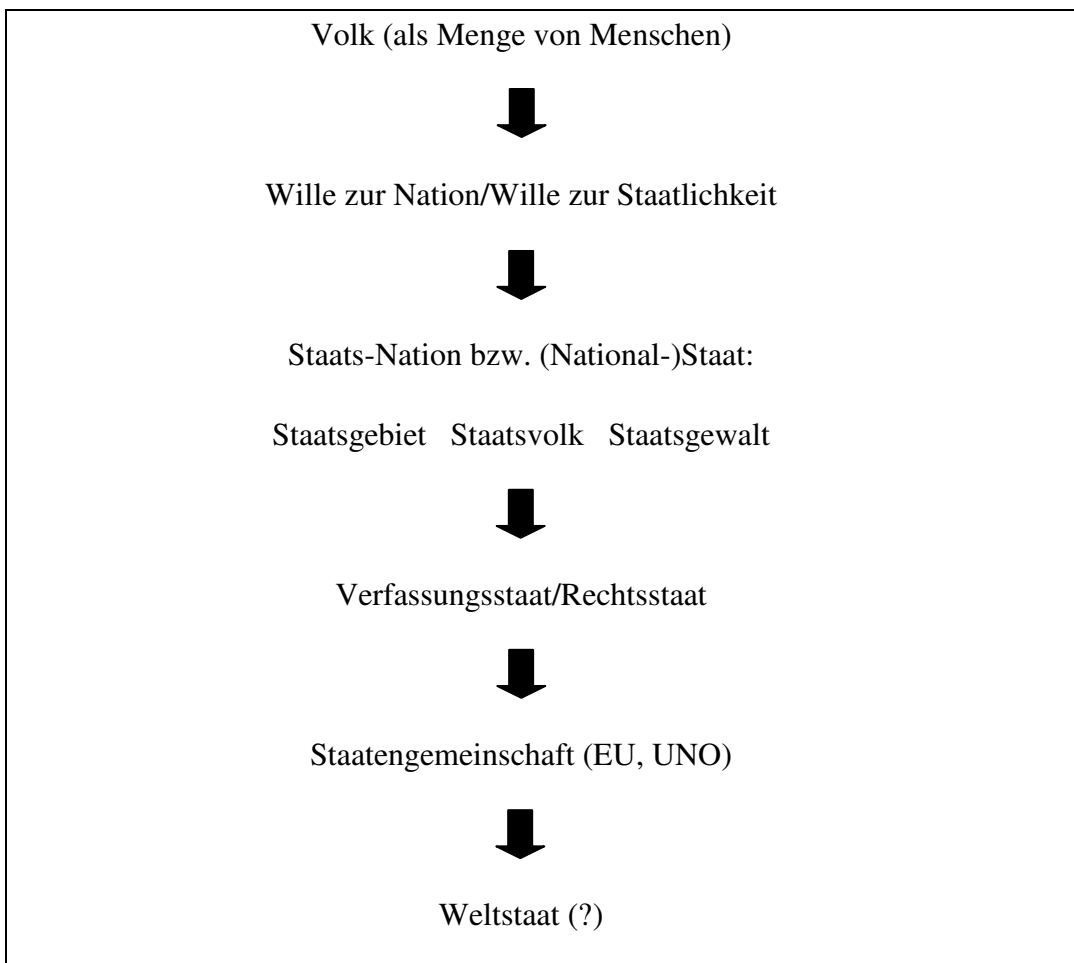 Volk (als Menge von Menschen)
Wille zur Nation/Wille zur Staatlichkeit
Staats-Nation bzw. (National-)Staat:
Staatsgebiet Staatsvolk Staatsgewalt
Verfassungsstaat/Rechtsstaat
Staatengemeinschaft (EU, UNO)
Weltstaat (?)